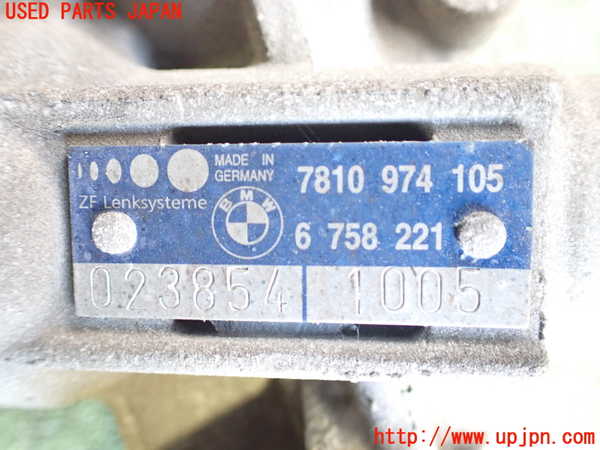 USED PARTS JAPAN
MADE IN
GERMANY
7810 974 105
ZF Lenksysteme
BMW
6 758 221
023854 1005
http://www.upjpn.com